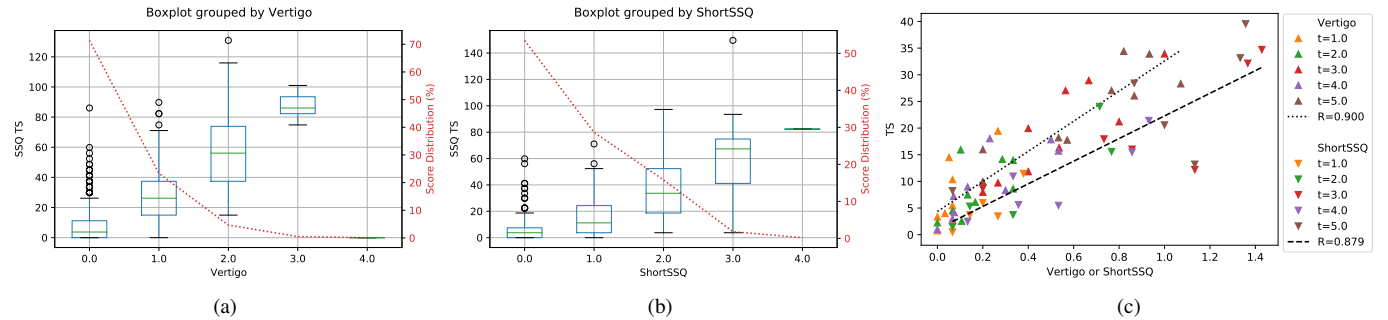 Boxplot grouped by Vertigo
SSQ TS
120
100
80
60
40
20
0
0.0 1.0 2.0 3.0 4.0
Vertigo
70
60
50
40
30
20
10
0
Score Distribution (%)
(a)
Boxplot grouped by ShortSSQ
SSQ TS
140
120
100
80
60
40
20
0
0.0 1.0 2.0 3.0 4.0
ShortSSQ
50
40
30
20
10
0
Score Distribution (%)
(b)
TS
40
35
30
25
20
15
10
5
0
0.0 0.2 0.4 0.6 0.8 1.0 1.2 1.4
Vertigo or ShortSSQ
Vertigo
t=1.0
t=2.0
t=3.0
t=4.0
t=5.0
R=0.900
ShortSSQ
t=1.0
t=2.0
t=3.0
t=4.0
t=5.0
R=0.879
(c)